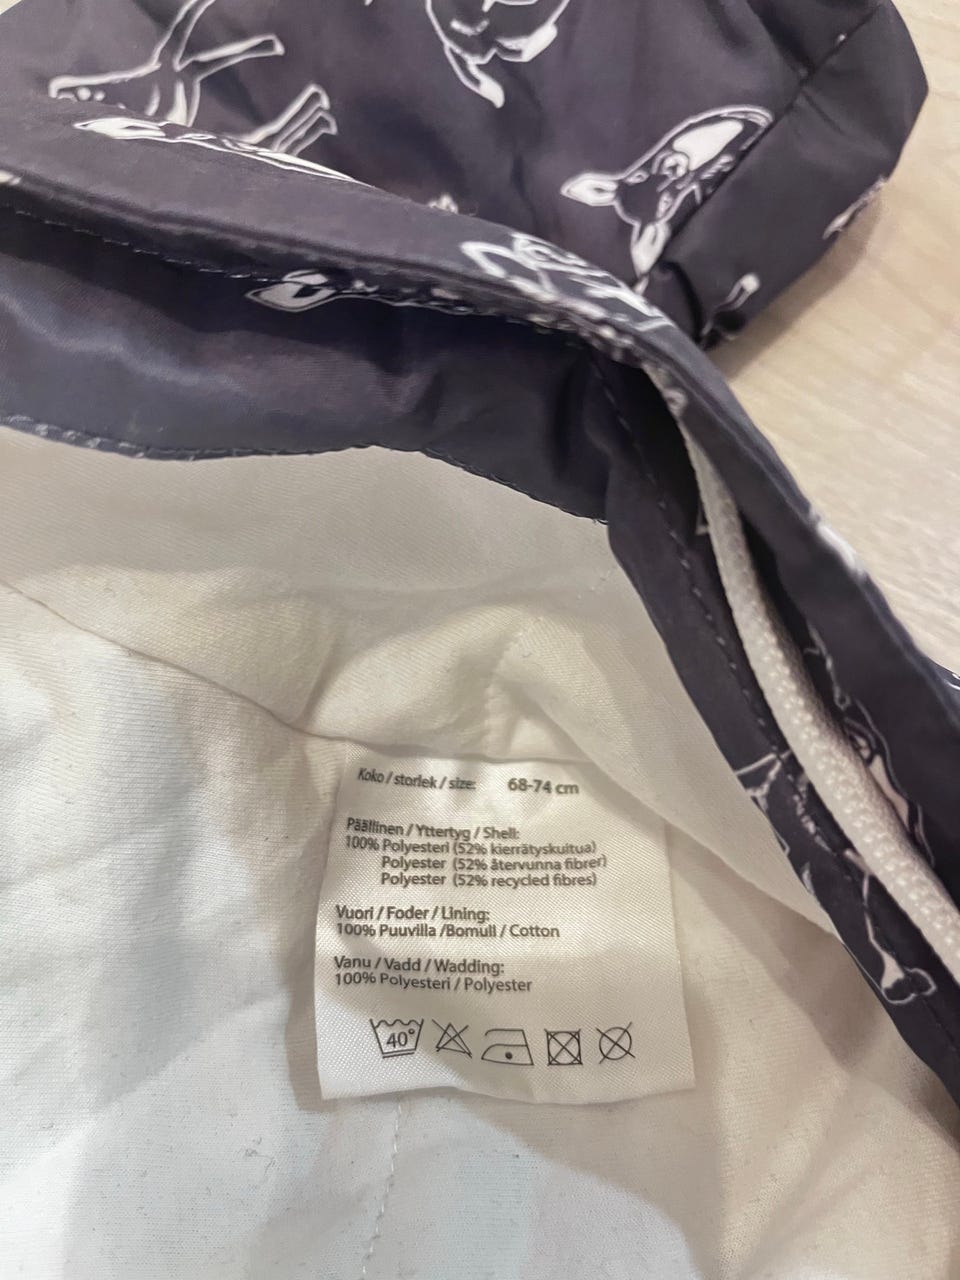 Koko / storlek / size: 68-74 cm
Päällinen / Yttertyg / Shell:
100% Polyesteri (52% kierrätyskuitua)
Polyester (52% återvunna fibrer)
Polyester (52% recycled fibres)
Vuori / Foder / Lining:
100% Puuvilla /Bomull / Cotton
Vanu / Vadd / Wadding:
100% Polyesteri / Polyester
40°